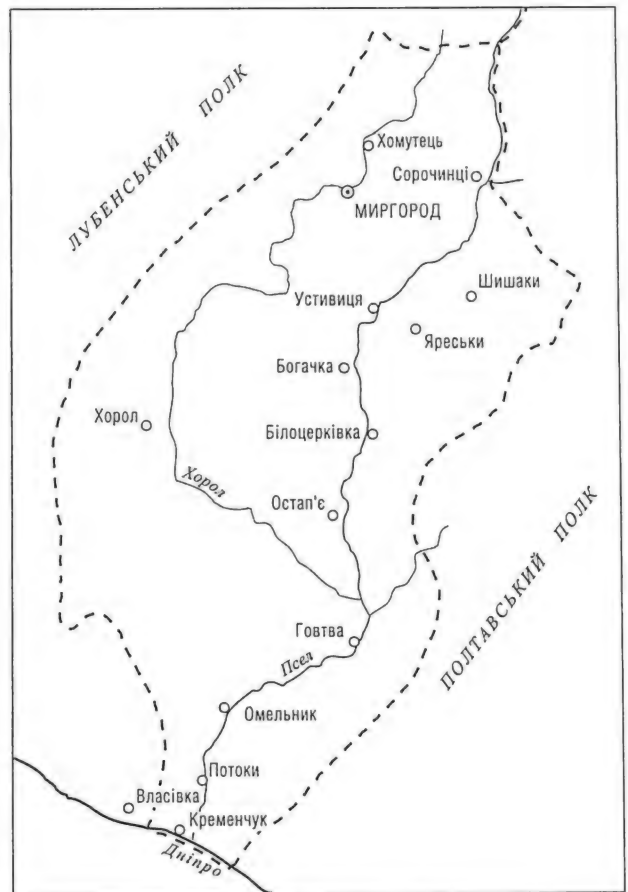 ЛУБЕНСЬКИЙ ПОЛК
Хомутець
Сорочинці
МИРГОРОД
Шишаки
Устивиця
Яреськи
Богачка
Хорол
Білоцерківка
Хорол
Остап'є
ПОЛТАВСЬКИЙ ПОЛК
Говтва
Псел
Омельник
Потоки
Власівка
Кременчук
Дніпро